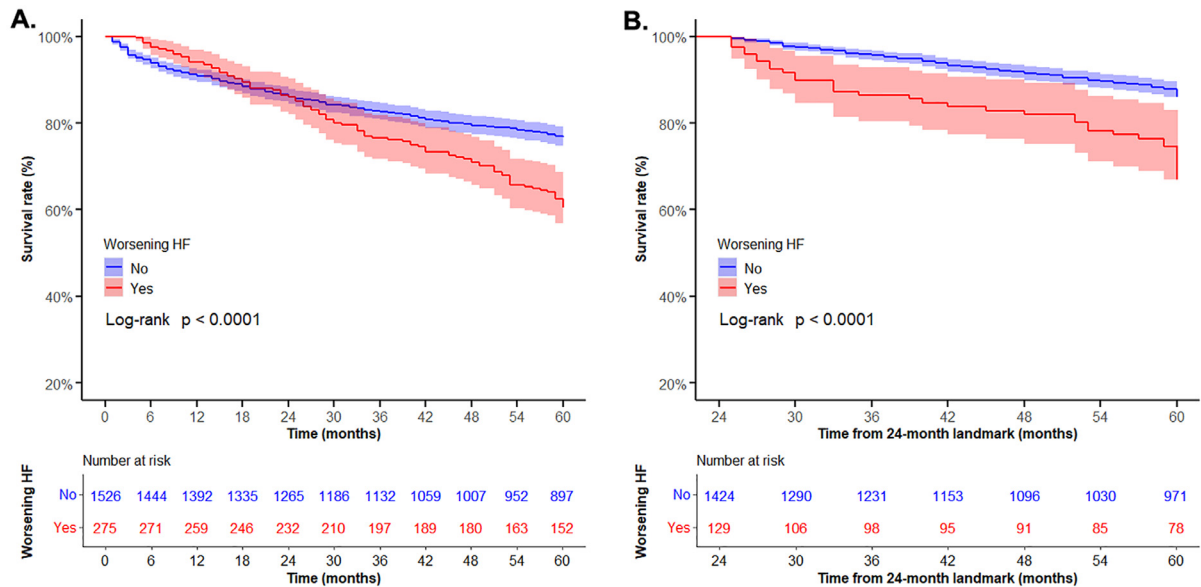 A.
100%
80%
60%
40%
20%
Survival rate (%)
Worsening HF
No
Yes
Log-rank p < 0.0001
0 6 12 18 24 30 36 42 48 54 60
Time (months)
Number at risk
Worsening HF
No 1526 1444 1392 1335 1265 1186 1132 1059 1007 952 897
Yes 275 271 259 246 232 210 197 189 180 163 152
0 6 12 18 24 30 36 42 48 54 60
Time (months)
B.
100%
80%
60%
40%
20%
Survival rate (%)
Worsening HF
No
Yes
Log-rank p < 0.0001
24 30 36 42 48 54 60
Time from 24-month landmark (months)
Number at risk
Worsening HF
No 1424 1290 1231 1153 1096 1030 971
Yes 129 106 98 95 91 85 78
24 30 36 42 48 54 60
Time from 24-month landmark (months)